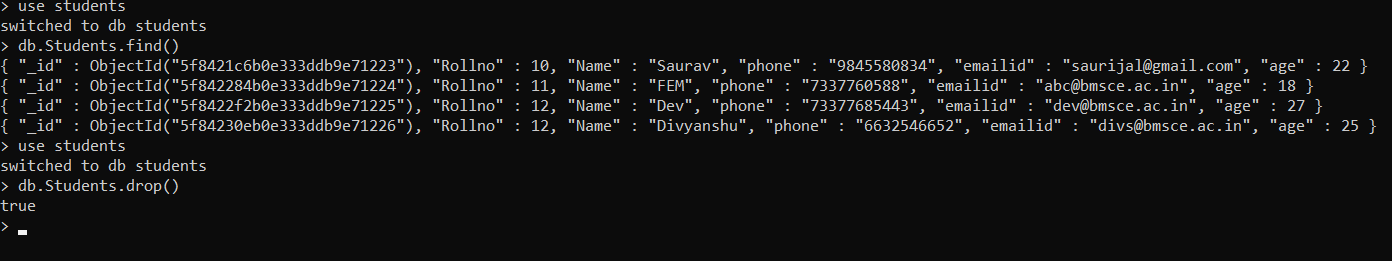 > use students
switched to db students
> db.Students.find()
{ "_id" : ObjectId("5f8421c6b0e333ddb9e71223"), "Rollno" : 10, "Name" : "Saurav", "phone" : "9845580834", "emailid" : "saurijal@gmail.com", "age" : 22 }
{ "_id" : ObjectId("5f842284b0e333ddb9e71224"), "Rollno" : 11, "Name" : "FEM", "phone" : "7337760588", "emailid" : "abc@bmsce.ac.in", "age" : 18 }
{ "_id" : ObjectId("5f8422f2b0e333ddb9e71225"), "Rollno" : 12, "Name" : "Dev", "phone" : "73377685443", "emailid" : "dev@bmsce.ac.in", "age" : 27 }
{ "_id" : ObjectId("5f84230eb0e333ddb9e71226"), "Rollno" : 12, "Name" : "Divyanshu", "phone" : "6632546652", "emailid" : "divs@bmsce.ac.in", "age" : 25 }
> use students
switched to db students
> db.Students.drop()
true
>